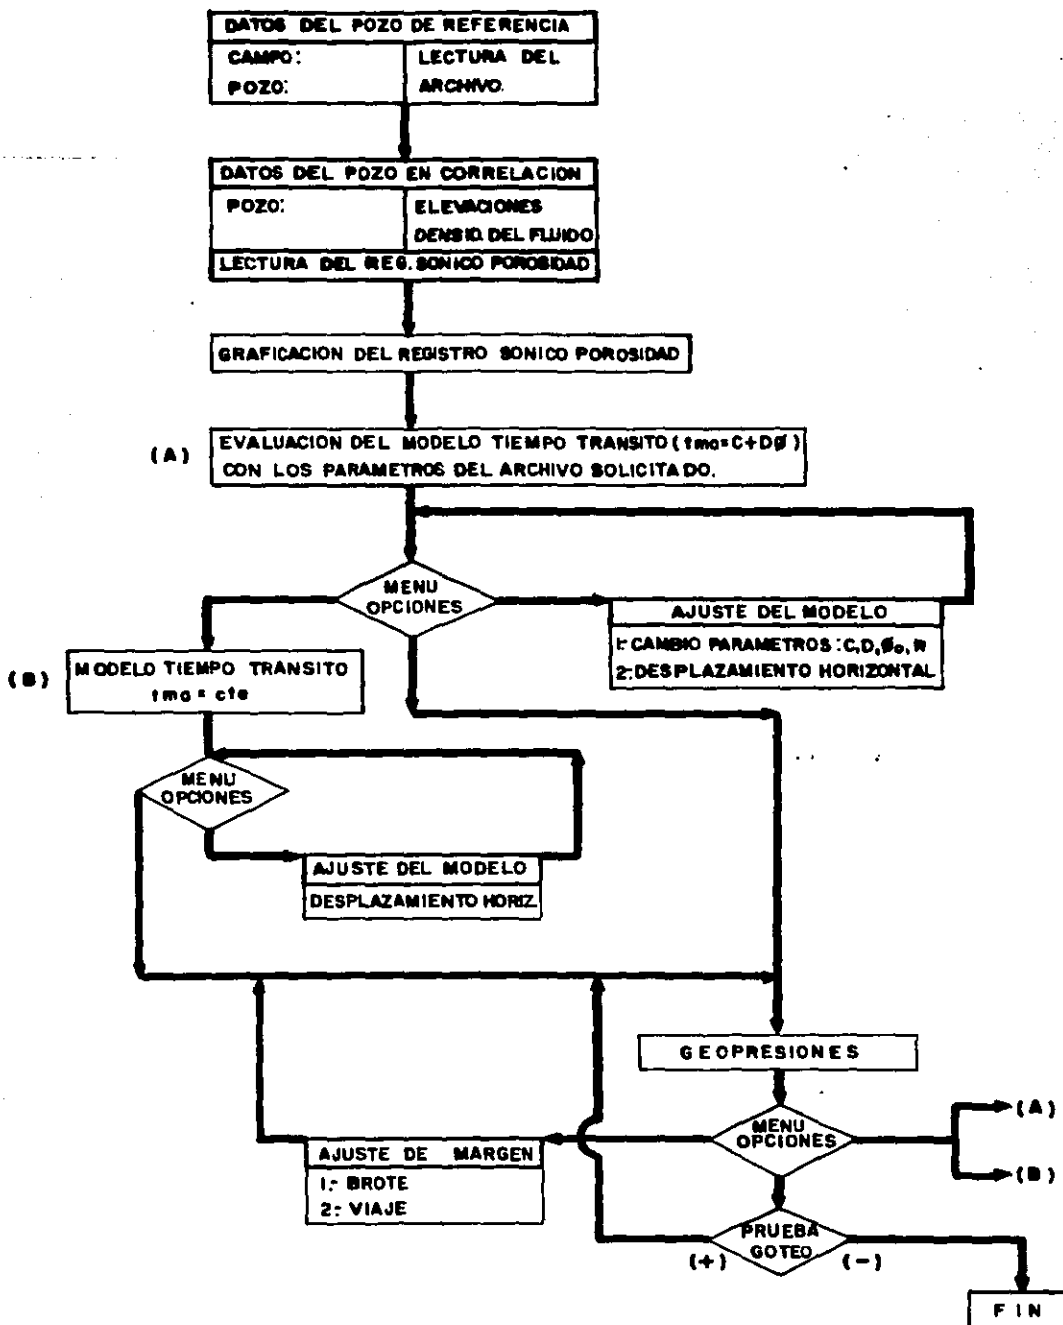 DATOS DEL POZO DE REFERENCIA
CAMPO:
POZO:
LECTURA DEL
ARCHIVO.
DATOS DEL POZO EN CORRELACION
POZO:
ELEVACIONES
DENSID. DEL FLUIDO
LECTURA DEL REG. SONICO POROSIDAD
GRAFICACION DEL REGISTRO SONICO POROSIDAD
(A)
EVALUACION DEL MODELO TIEMPO TRANSITO (tma=C+DØ)
CON LOS PARAMETROS DEL ARCHIVO SOLICITADO.
MENU
OPCIONES
AJUSTE DEL MODELO
1:-CAMBIO PARAMETROS :C,D,Øo,N
2:-DESPLAZAMIENTO HORIZONTAL
(B)
MODELO TIEMPO TRANSITO
tma = cte
MENU
OPCIONES
AJUSTE DEL MODELO
DESPLAZAMIENTO HORIZ.
GEOPRESIONES
MENU
OPCIONES
(A)
(B)
AJUSTE DE MARGEN
1.- BROTE
2:- VIAJE
PRUEBA
GOTEO
(+)
(-)
FIN